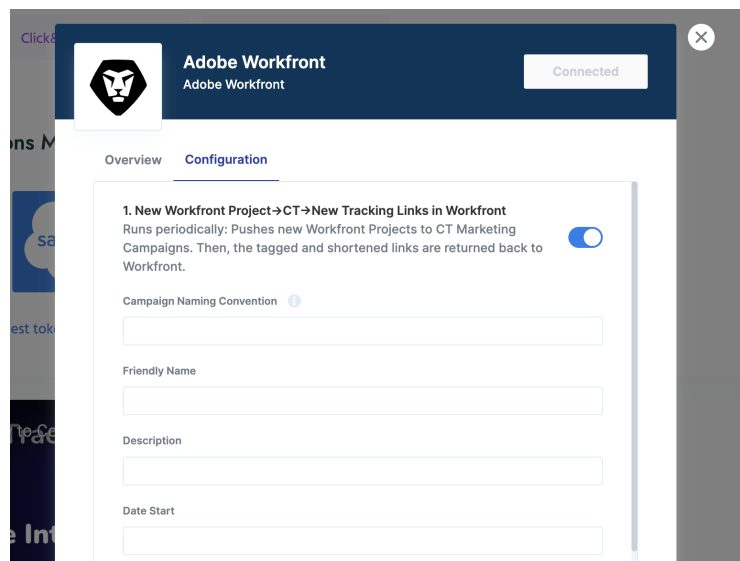 Click&
Adobe Workfront
Adobe Workfront
Connected
ons M
Overview Configuration
1. New Workfront Project→CT→New Tracking Links in Workfront
Runs periodically: Pushes new Workfront Projects to CT Marketing
Campaigns. Then, the tagged and shortened links are returned back to
Workfront.
sa
Campaign Naming Convention
est tok
Friendly Name
Description
Date Start
e Int